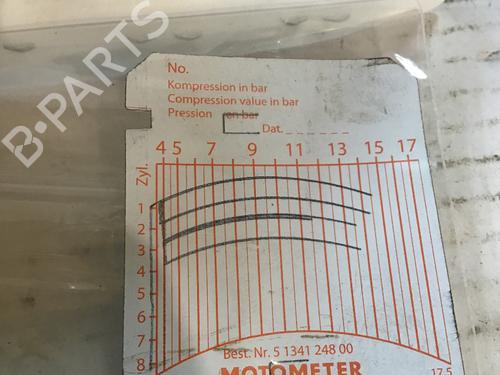 B-PARTS
No.
Kompression in bar
Compression value in bar
Pression en bar
Dat.
4 5 7 9 11 13 15 17
Zyl.
1
2
3
4
5
6
7
8
Best. Nr. 5 1341 248 00
MOTOMETER
17,5